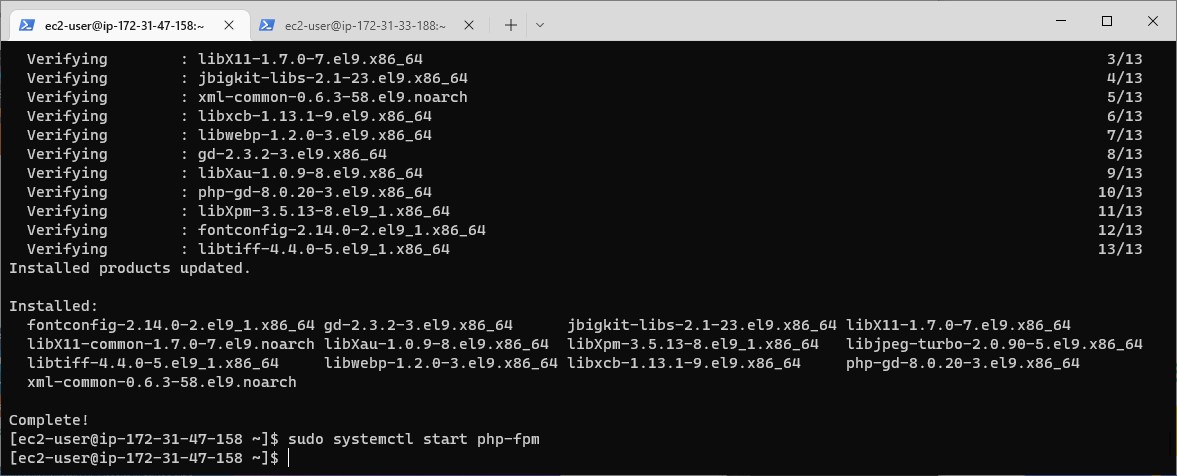 ec2-user@ip-172-31-47-158:~
ec2-user@ip-172-31-33-188:~
Verifying : libX11-1.7.0-7.el9.x86_64 3/13
Verifying : jbigkit-libs-2.1-23.el9.x86_64 4/13
Verifying : xml-common-0.6.3-58.el9.noarch 5/13
Verifying : libxcb-1.13.1-9.el9.x86_64 6/13
Verifying : libwebp-1.2.0-3.el9.x86_64 7/13
Verifying : gd-2.3.2-3.el9.x86_64 8/13
Verifying : libXau-1.0.9-8.el9.x86_64 9/13
Verifying : php-gd-8.0.20-3.el9.x86_64 10/13
Verifying : libXpm-3.5.13-8.el9_1.x86_64 11/13
Verifying : fontconfig-2.14.0-2.el9_1.x86_64 12/13
Verifying : libtiff-4.4.0-5.el9_1.x86_64 13/13
Installed products updated.
Installed:
fontconfig-2.14.0-2.el9_1.x86_64 gd-2.3.2-3.el9.x86_64 jbigkit-libs-2.1-23.el9.x86_64 libX11-1.7.0-7.el9.x86_64
libX11-common-1.7.0-7.el9.noarch libXau-1.0.9-8.el9.x86_64 libXpm-3.5.13-8.el9_1.x86_64 libjpeg-turbo-2.0.90-5.el9.x86_64
libtiff-4.4.0-5.el9_1.x86_64 libwebp-1.2.0-3.el9.x86_64 libxcb-1.13.1-9.el9.x86_64 php-gd-8.0.20-3.el9.x86_64
xml-common-0.6.3-58.el9.noarch
Complete!
[ec2-user@ip-172-31-47-158 ~]$ sudo systemctl start php-fpm
[ec2-user@ip-172-31-47-158 ~]$